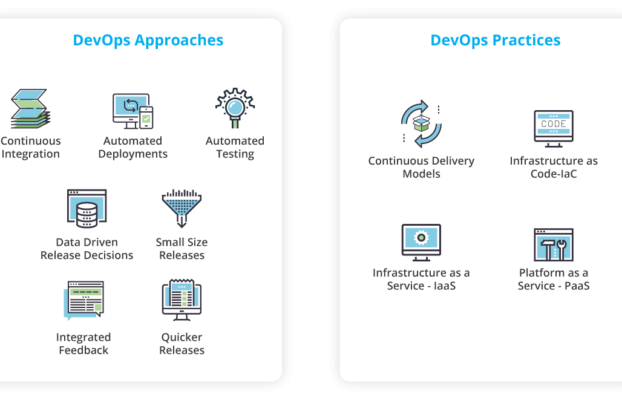 DevOps Approaches
Continuous
Integration
Automated
Deployments
Automated
Testing
Data Driven
Release Decisions
Small Size
Releases
Integrated
Feedback
Quicker
Releases
DevOps Practices
Continuous Delivery
Models
CODE
Infrastructure as
Code-IaC
Infrastructure as a
Service - IaaS
Platform as a
Service - PaaS